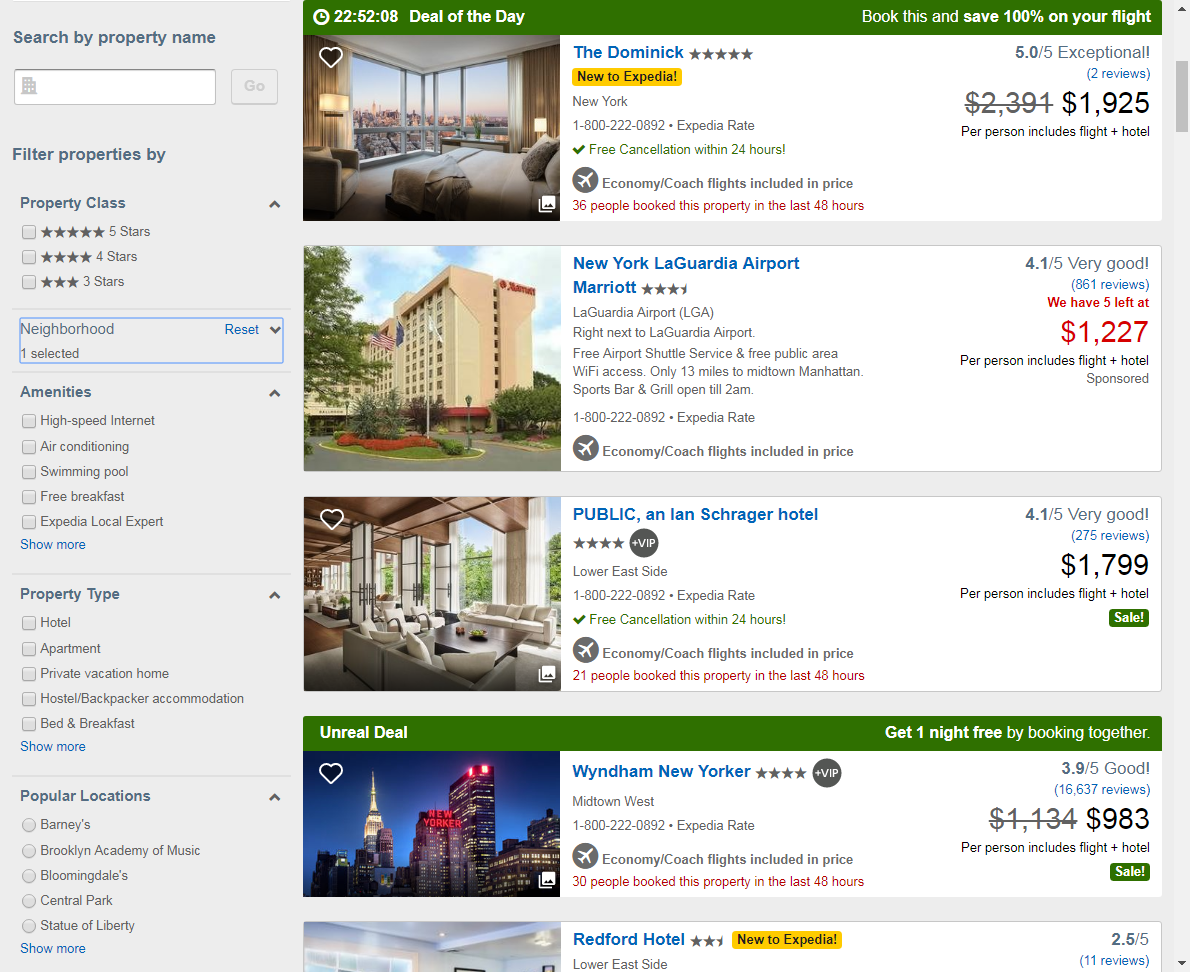 Search by property name
Go
Filter properties by
Property Class
★★★★★ 5 Stars
★★★★ 4 Stars
★★★ 3 Stars
Neighborhood
Reset
1 selected
Amenities
High-speed Internet
Air conditioning
Swimming pool
Free breakfast
Expedia Local Expert
Show more
Property Type
Hotel
Apartment
Private vacation home
Hostel/Backpacker accommodation
Bed & Breakfast
Show more
Popular Locations
Barney's
Brooklyn Academy of Music
Bloomingdale's
Central Park
Statue of Liberty
Show more
22:52:08 Deal of the Day
Book this and save 100% on your flight
The Dominick
New to Expedia!
New York
1-800-222-0892 • Expedia Rate
Free Cancellation within 24 hours!
Economy/Coach flights included in price
36 people booked this property in the last 48 hours
5.0/5 Exceptional!
(2 reviews)
$2,391 $1,925
Per person includes flight + hotel
New York LaGuardia Airport
Marriott
LaGuardia Airport (LGA)
Right next to LaGuardia Airport.
Free Airport Shuttle Service & free public area
WiFi access. Only 13 miles to midtown Manhattan.
Sports Bar & Grill open till 2am.
1-800-222-0892 • Expedia Rate
Economy/Coach flights included in price
4.1/5 Very good!
(861 reviews)
We have 5 left at
$1,227
Per person includes flight + hotel
Sponsored
Marriott
PUBLIC, an Ian Schrager hotel
+VIP
Lower East Side
1-800-222-0892 • Expedia Rate
Free Cancellation within 24 hours!
Economy/Coach flights included in price
21 people booked this property in the last 48 hours
4.1/5 Very good!
(275 reviews)
$1,799
Per person includes flight + hotel
Sale!
Unreal Deal
Get 1 night free by booking together.
NEW
YORKER
Wyndham New Yorker
+VIP
Midtown West
1-800-222-0892 • Expedia Rate
Economy/Coach flights included in price
30 people booked this property in the last 48 hours
3.9/5 Good!
(16,637 reviews)
$1,134 $983
Per person includes flight + hotel
Sale!
Redford Hotel
New to Expedia!
Lower East Side
2.5/5
(11 reviews)